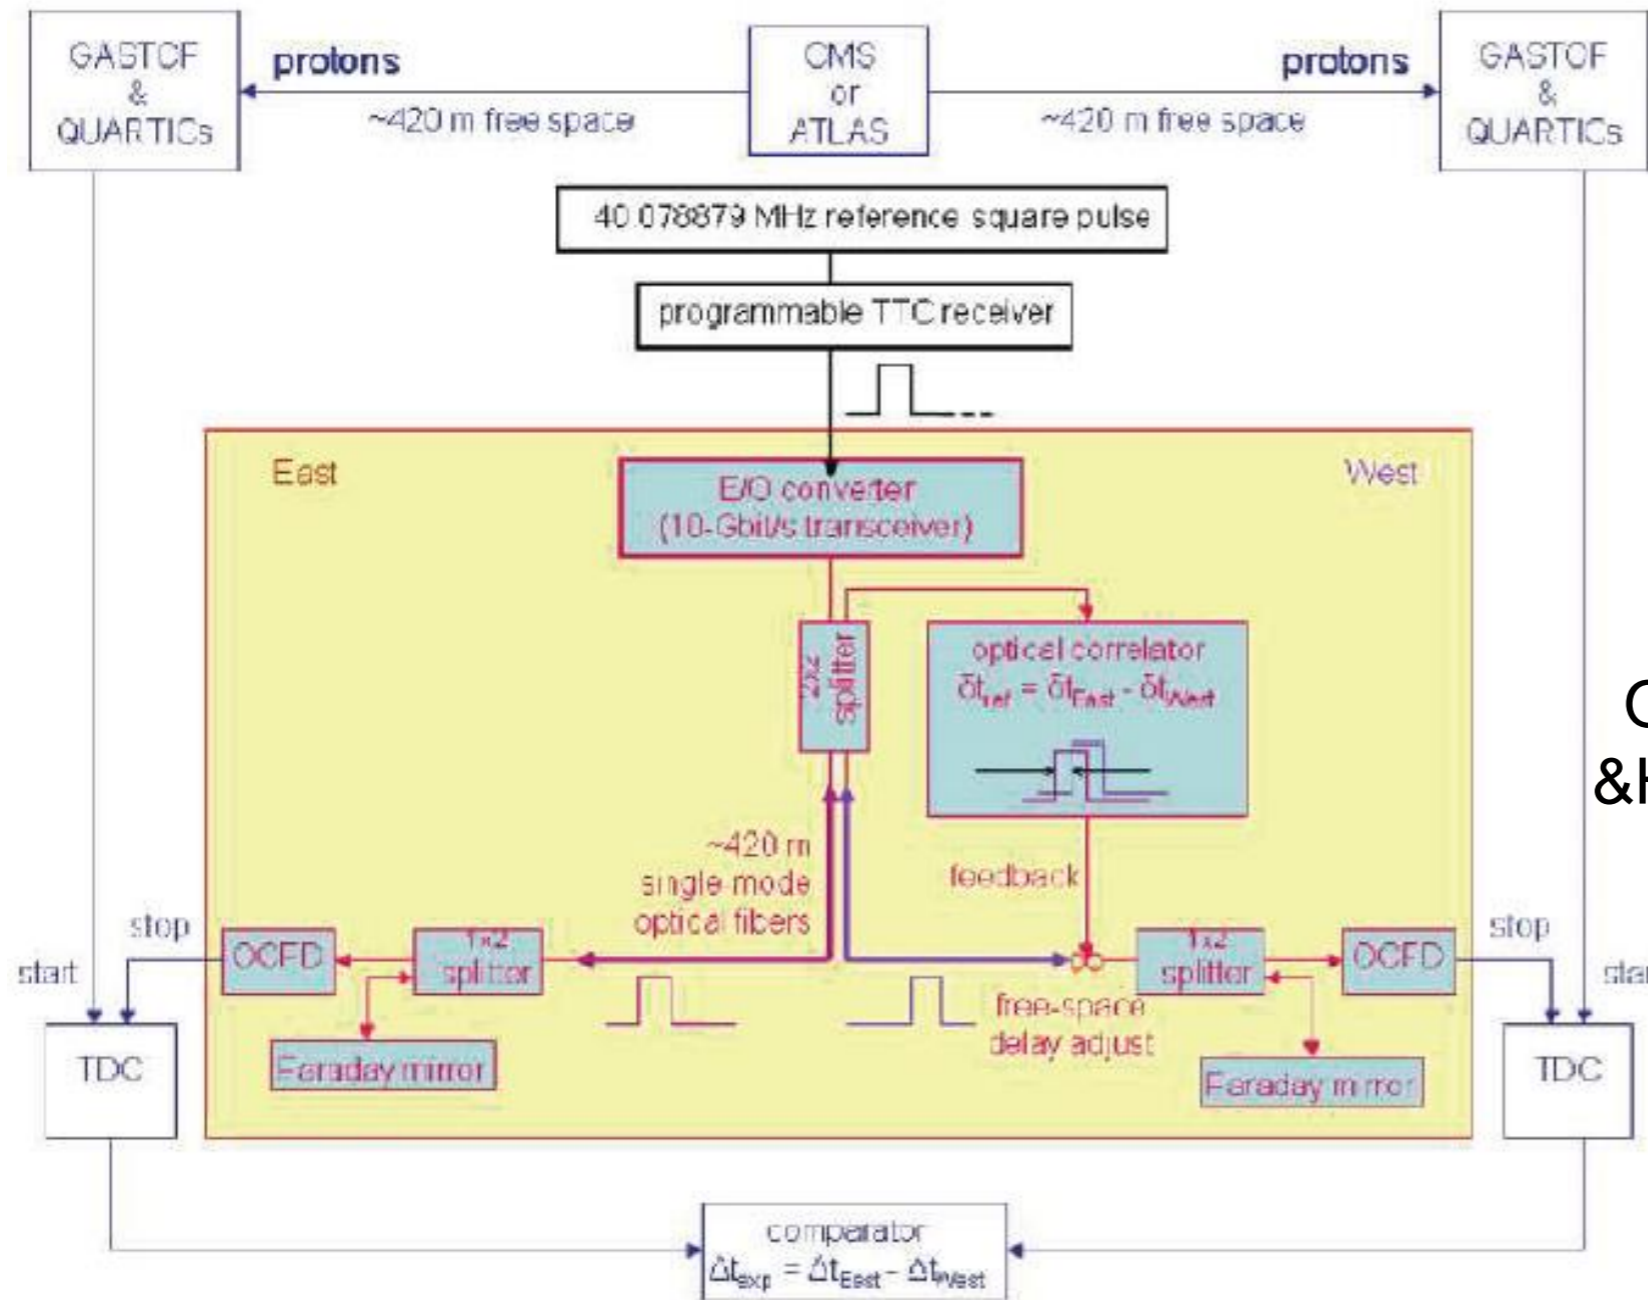 GASTOF
&
QUARTICs
protons
~420 m free space
CMS
or
ATLAS
protons
~420 m free space
GASTOF
&
QUARTICs
40.078879 MHz reference square pulse
programmable TTC receiver
East
West
E/O converter
(10-Gbit/s transceiver)
2x2
splitter
optical correlator
δt_ref = δt_East - δt_West
~420 m
single-mode
optical fibers
feedback
stop
start
OCFD
1x2
splitter
Faraday mirror
TDC
free-space
delay adjust
1x2
splitter
OCFD
Faraday mirror
stop
TDC
comparator
Δt_exp = Δt_East - Δt_West